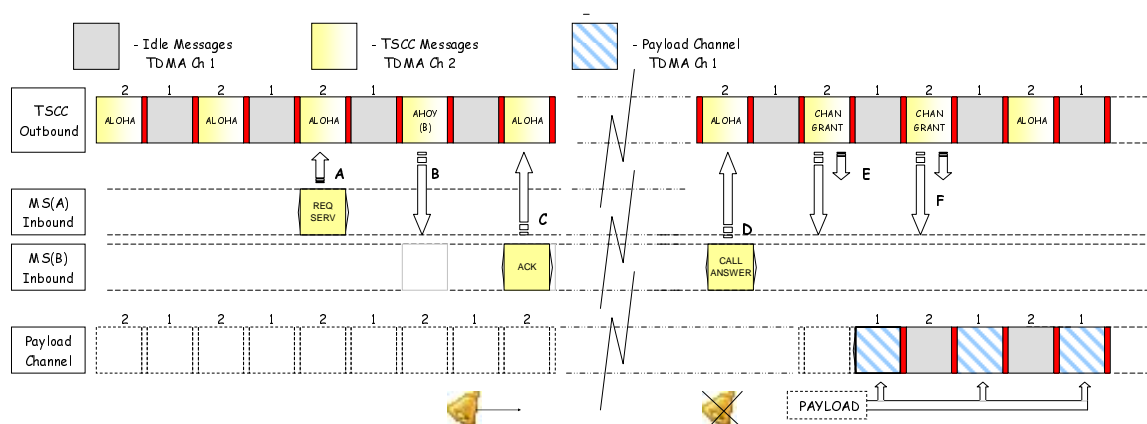 - Idle Messages
TDMA Ch 1
- TSCC Messages
TDMA Ch 2
- Payload Channel
TDMA Ch 1
2 1 2 1 2 1 2 1 2 1 2 1 2 1
TSCC
Outbound
ALOHA ALOHA ALOHA AHOY
(B) ALOHA ALOHA CHAN
GRANT CHAN
GRANT ALOHA
A B C D E F
MS(A)
Inbound
REQ
SERV
MS(B)
Inbound
ACK
CALL
ANSWER
2 1 2 1 2 1 2 1 2 1 2 1 2 1
Payload
Channel
PAYLOAD